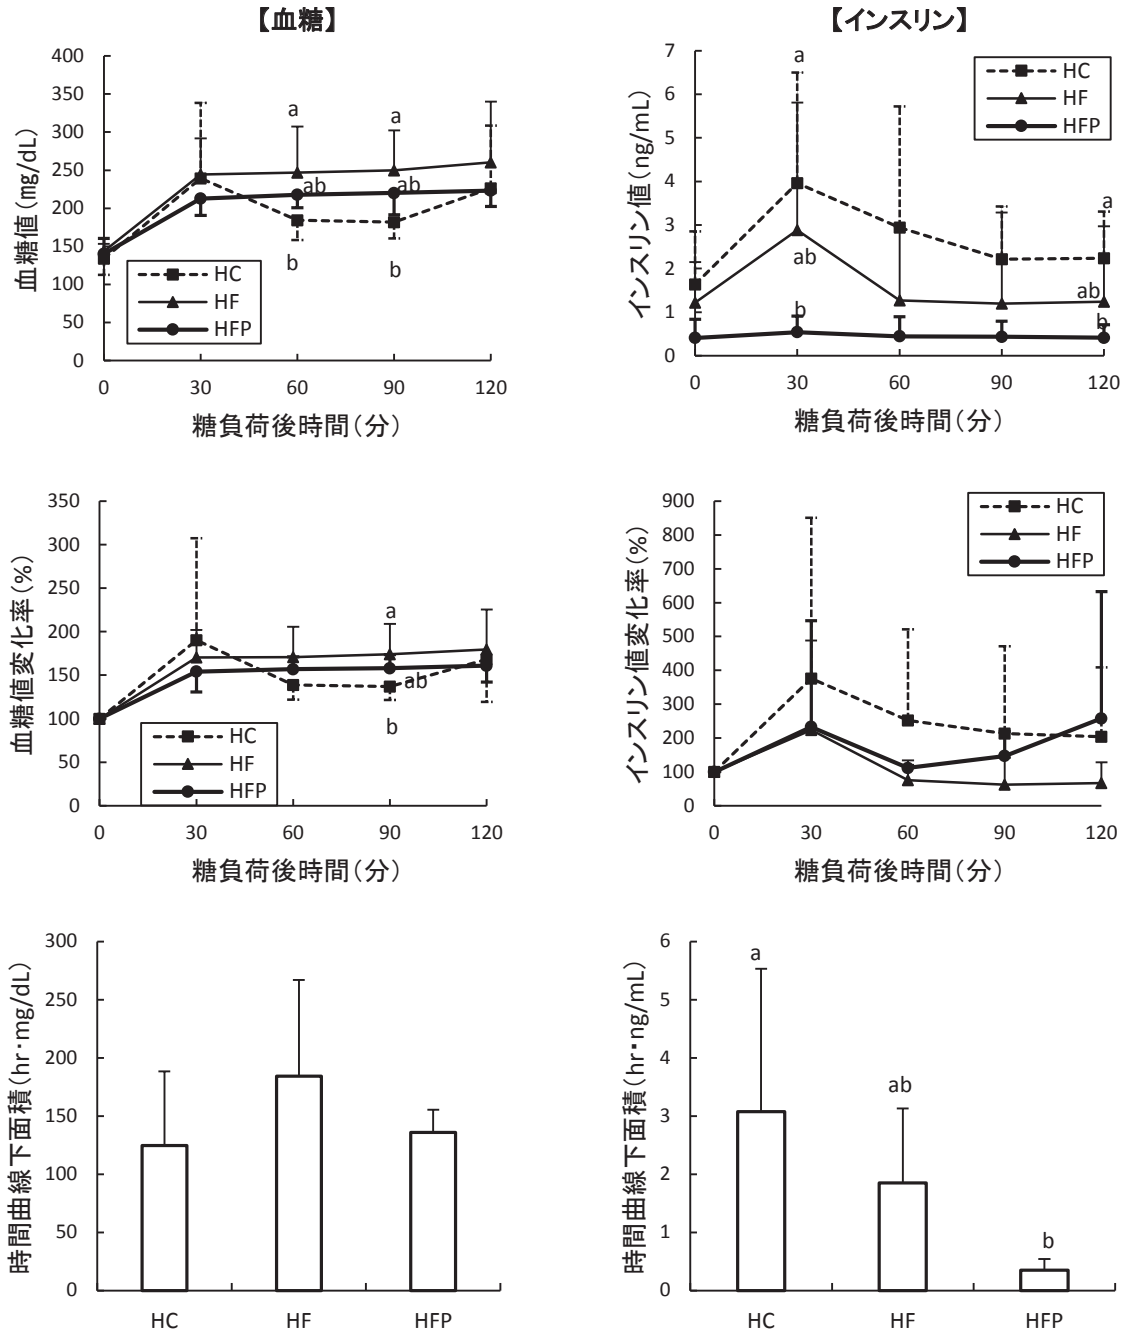 【血糖】
400
350
300
250
200
150
100
50
0
血糖値(mg/dL)
a
a
ab
ab
b
b
HC
HF
HFP
0 30 60 90 120
糖負荷後時間(分)
【インスリン】
7
6
5
4
3
2
1
0
インスリン値(ng/mL)
a
ab
b
a
ab
b
HC
HF
HFP
0 30 60 90 120
糖負荷後時間(分)
350
300
250
200
150
100
50
0
血糖値変化率(%)
a
ab
b
HC
HF
HFP
0 30 60 90 120
糖負荷後時間(分)
900
800
700
600
500
400
300
200
100
0
インスリン値変化率(%)
HC
HF
HFP
0 30 60 90 120
糖負荷後時間(分)
300
250
200
150
100
50
0
時間曲線下面積(hr·mg/dL)
HC HF HFP
6
5
4
3
2
1
0
時間曲線下面積(hr・ng/mL)
a
ab
b
HC HF HFP